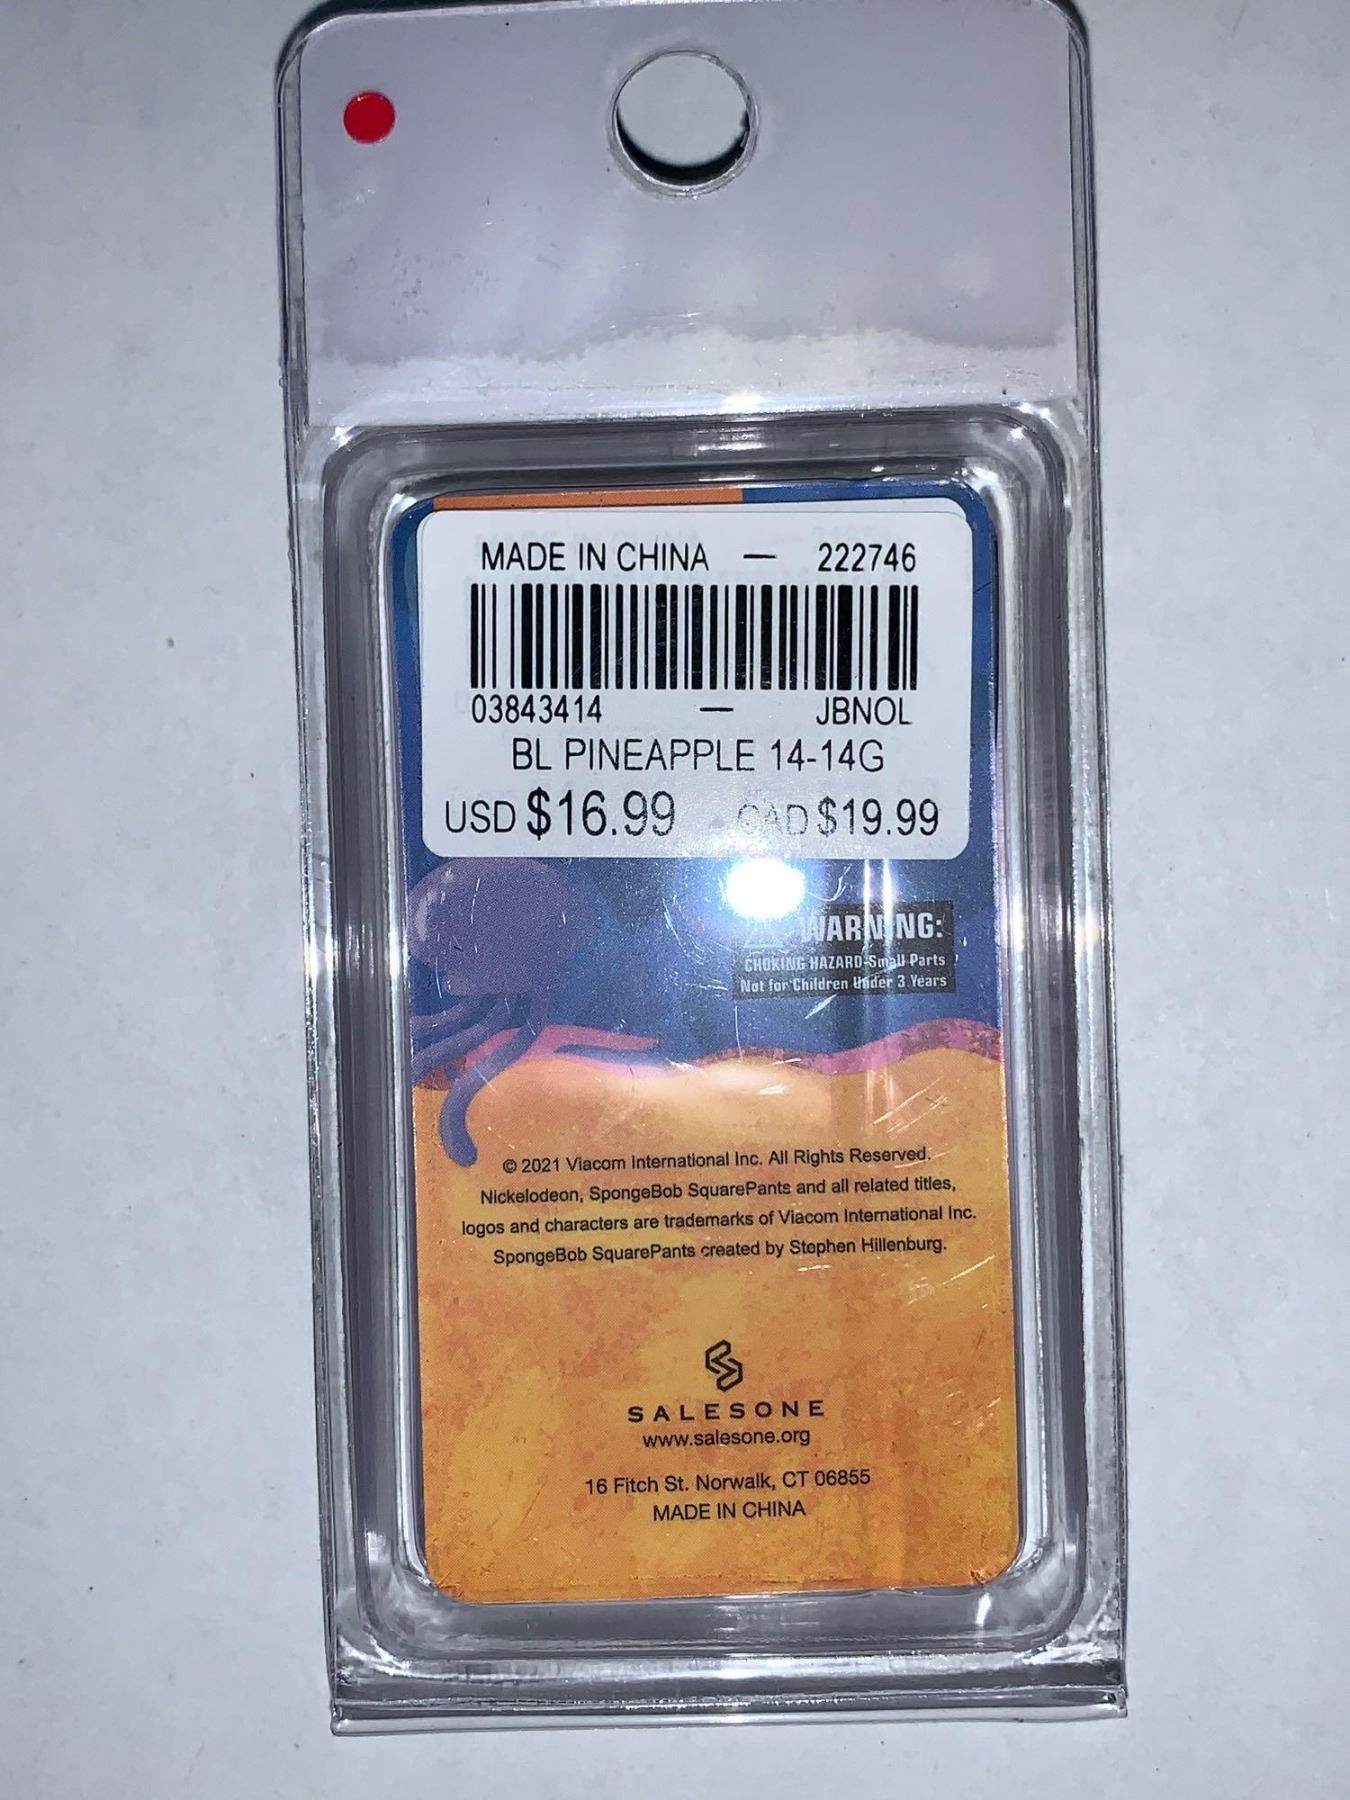 MADE IN CHINA — 222746
03843414 — JBNOL
BL PINEAPPLE 14-14G
USD $16.99 CAD $19.99
WARNING:
CHOKING HAZARD-Small Parts
Not for Children Under 3 Years
© 2021 Viacom International Inc. All Rights Reserved.
Nickelodeon, SpongeBob SquarePants and all related titles,
logos and characters are trademarks of Viacom International Inc.
SpongeBob SquarePants created by Stephen Hillenburg.
SALESONE
www.salesone.org
16 Fitch St. Norwalk, CT 06855
MADE IN CHINA